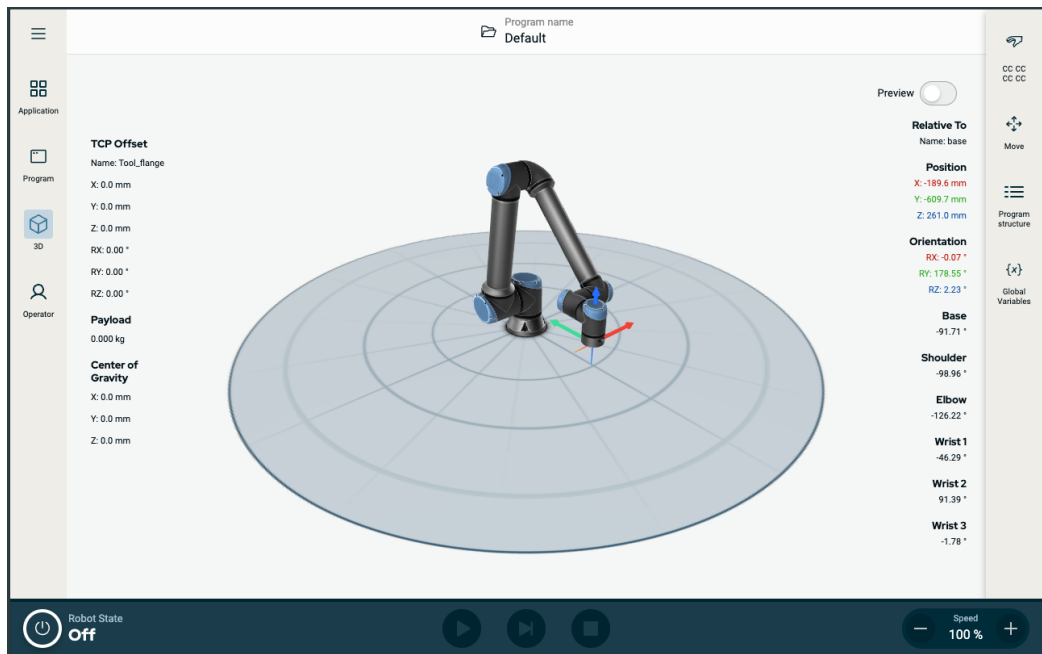 Program name
Default
Application
Program
3D
Operator
TCP Offset
Name: Tool_flange
X: 0.0 mm
Y: 0.0 mm
Z: 0.0 mm
RX: 0.00 °
RY: 0.00 °
RZ: 0.00 °
Payload
0.000 kg
Center of
Gravity
X: 0.0 mm
Y: 0.0 mm
Z: 0.0 mm
Preview
Relative To
Name: base
Position
X: -189.6 mm
Y: -609.7 mm
Z: 261.0 mm
Orientation
RX: -0.07 °
RY: 178.55 °
RZ: 2.23 °
Base
-91.71 °
Shoulder
-98.96 °
Elbow
-126.22 °
Wrist 1
-46.29 °
Wrist 2
91.39 °
Wrist 3
-1.78 °
CC CC
CC CC
Move
Program
structure
{x}
Global
Variables
Robot State
Off
Speed
100 %